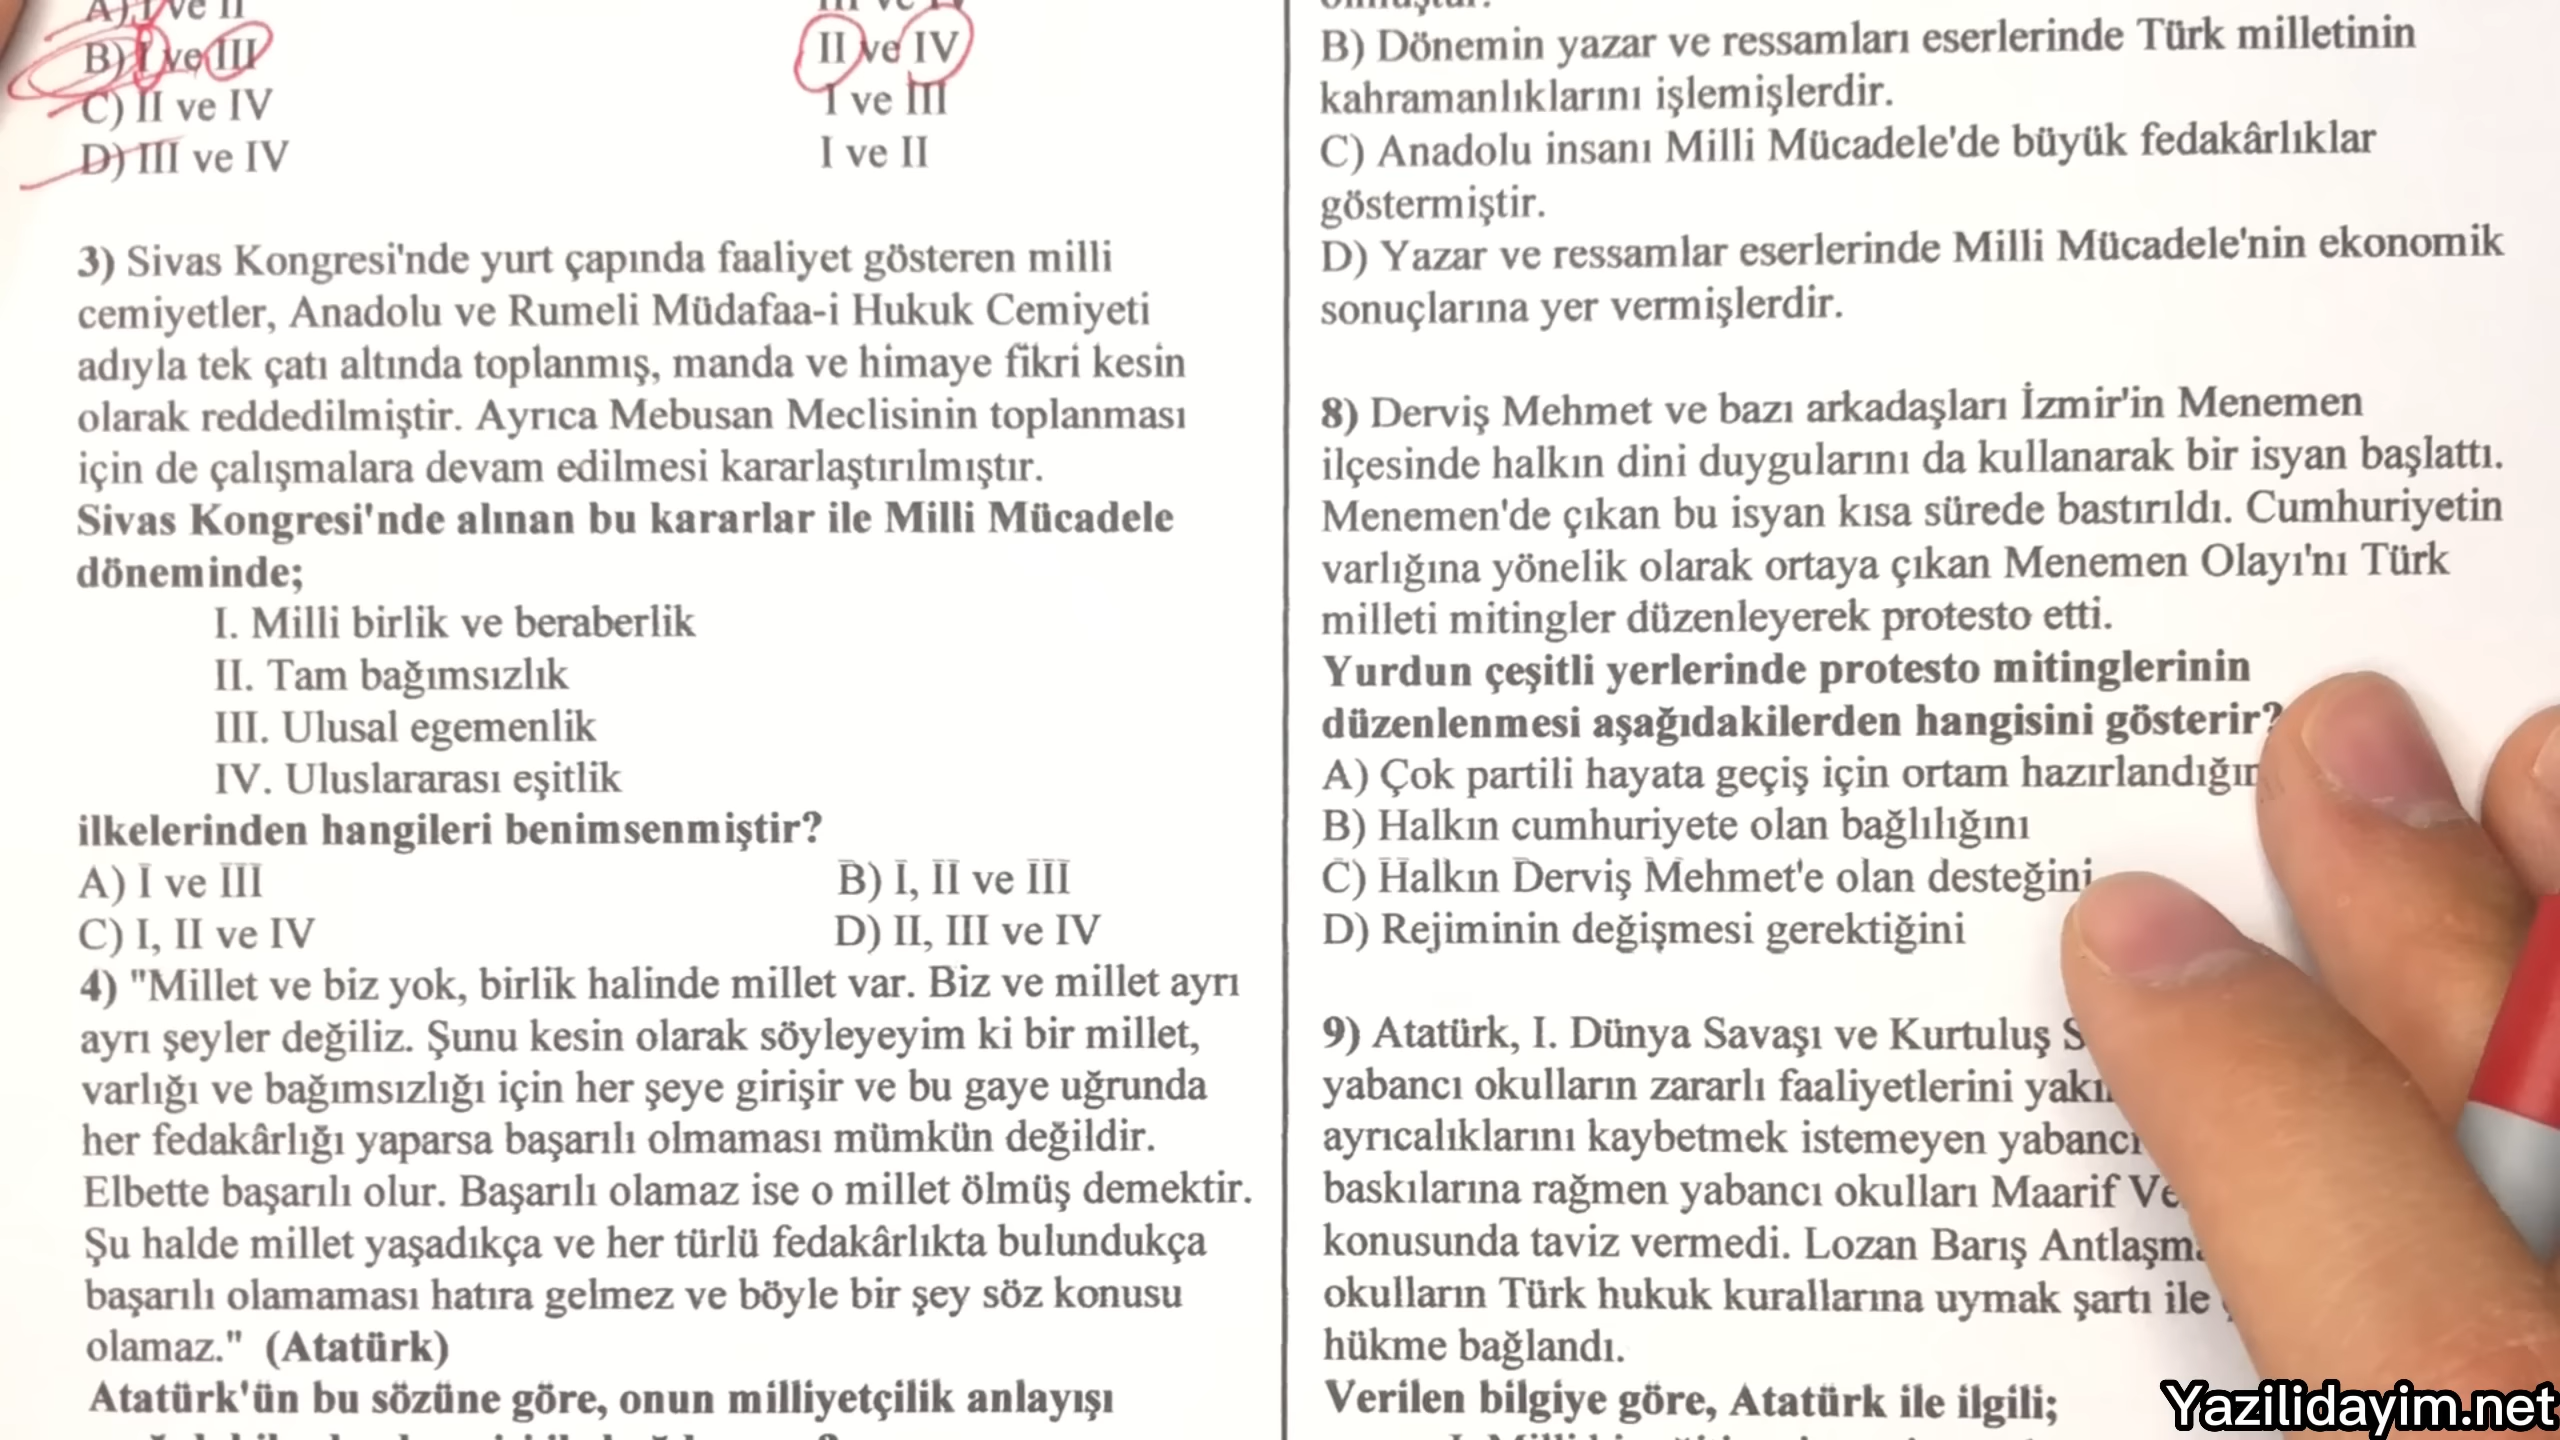 A) I ve II
B) I ve III
II ve IV
C) II ve IV
I ve III
D) III ve IV
I ve II
3) Sivas Kongresi'nde yurt çapında faaliyet gösteren milli
cemiyetler, Anadolu ve Rumeli Müdafaa-i Hukuk Cemiyeti
adıyla tek çatı altında toplanmış, manda ve himaye fikri kesin
olarak reddedilmiştir. Ayrıca Mebusan Meclisinin toplanması
için de çalışmalara devam edilmesi kararlaştırılmıştır.
Sivas Kongresi'nde alınan bu kararlar ile Milli Mücadele
döneminde;
I. Milli birlik ve beraberlik
II. Tam bağımsızlık
III. Ulusal egemenlik
IV. Uluslararası eşitlik
ilkelerinden hangileri benimsenmiştir?
A) I ve III
B) I, II ve III
C) I, II ve IV
D) II, III ve IV
4) "Millet ve biz yok, birlik halinde millet var. Biz ve millet ayrı
ayrı şeyler değiliz. Şunu kesin olarak söyleyeyim ki bir millet,
varlığı ve bağımsızlığı için her şeye girişir ve bu gaye uğrunda
her fedakârlığı yaparsa başarılı olmaması mümkün değildir.
Elbette başarılı olur. Başarılı olamaz ise o millet ölmüş demektir.
Şu halde millet yaşadıkça ve her türlü fedakârlıkta bulundukça
başarılı olamaması hatıra gelmez ve böyle bir şey söz konusu
olamaz." (Atatürk)
Atatürk'ün bu sözüne göre, onun milliyetçilik anlayışı
B) Dönemin yazar ve ressamları eserlerinde Türk milletinin
kahramanlıklarını işlemişlerdir.
C) Anadolu insanı Milli Mücadele'de büyük fedakârlıklar
göstermiştir.
D) Yazar ve ressamlar eserlerinde Milli Mücadele'nin ekonomik
sonuçlarına yer vermişlerdir.
8) Derviş Mehmet ve bazı arkadaşları İzmir'in Menemen
ilçesinde halkın dini duygularını da kullanarak bir isyan başlattı.
Menemen'de çıkan bu isyan kısa sürede bastırıldı. Cumhuriyetin
varlığına yönelik olarak ortaya çıkan Menemen Olayı'nı Türk
milleti mitingler düzenleyerek protesto etti.
Yurdun çeşitli yerlerinde protesto mitinglerinin
düzenlenmesi aşağıdakilerden hangisini gösterir?
A) Çok partili hayata geçiş için ortam
B) Halkın cumhuriyete olan bağlılığını
C) Halkın Derviş Mehmet'e olan desteğini
D) Rejiminin değişmesi gerektiğini
9) Atatürk, I. Dünya Savaşı ve Kurtuluş
yabancı okulların zararlı faaliyetlerini
ayrıcalıklarını kaybetmek istemeyen
baskılarına rağmen yabancı okulları Maarif
konusunda taviz vermedi. Lozan Barış
okulların Türk hukuk kurallarına uymak şartı ile
hükme bağlandı.
Verilen bilgiye göre, Atatürk ile ilgili;
Yazilidayim.net